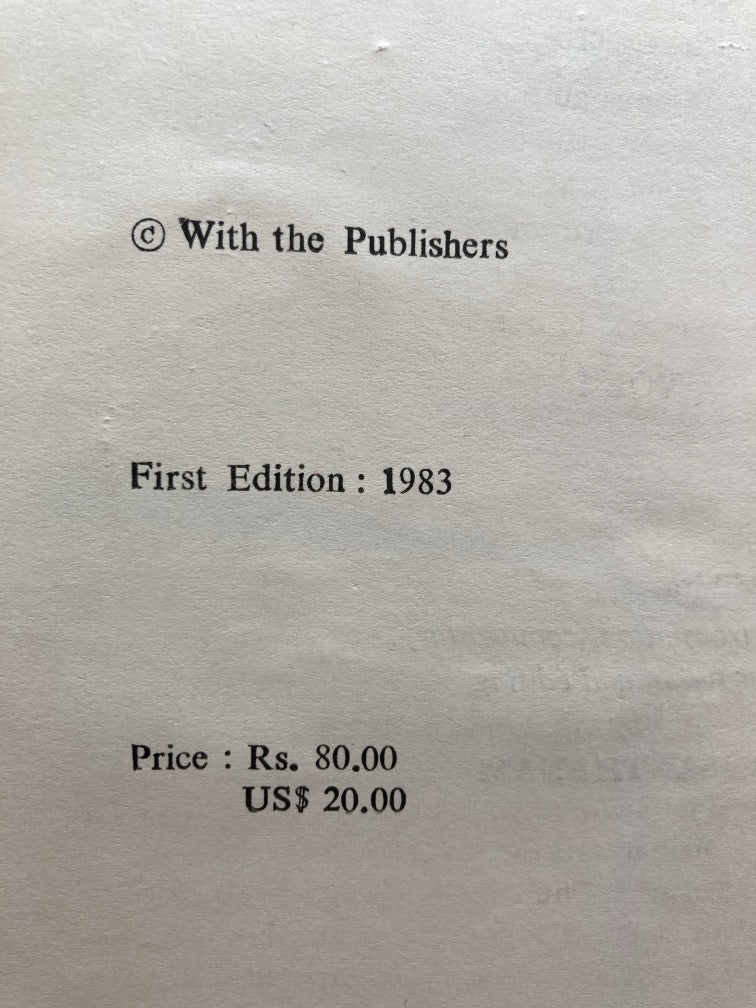 © With the Publishers
First Edition : 1983
Price : Rs. 80.00
US$ 20.00